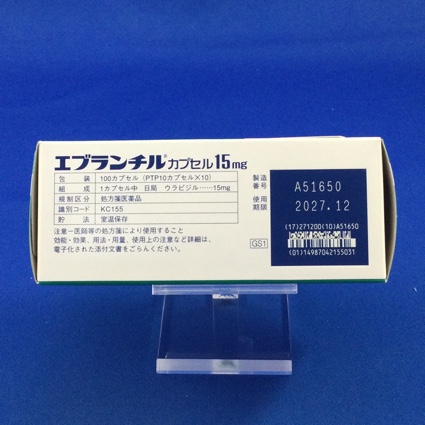 エブランチル®カプセル15mg
包装 100カプセル（PTP10カプセル×10）
組成 1カプセル中 日局 ウラピジル……15mg
規制区分 処方箋医薬品
識別コード KC155
貯法 室温保存
注意－医師等の処方箋により使用すること
効能・効果、用法・用量、使用上の注意など詳細は、
電子化された添付文書をごらんください。
GS1
製造番号 A51650
使用期限 2027.12
(17)271200(10)A51650
(01)14987042155031